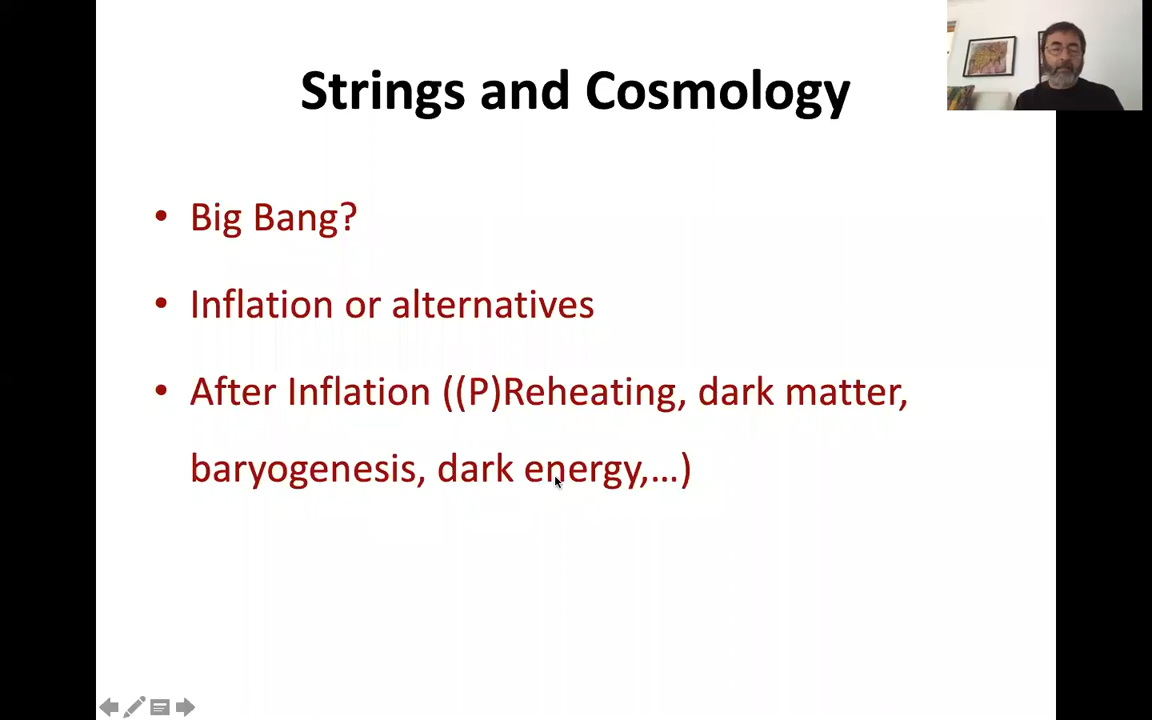 Strings and Cosmology
• Big Bang?
• Inflation or alternatives
• After Inflation ((P)Reheating, dark matter,
baryogenesis, dark energy,...)